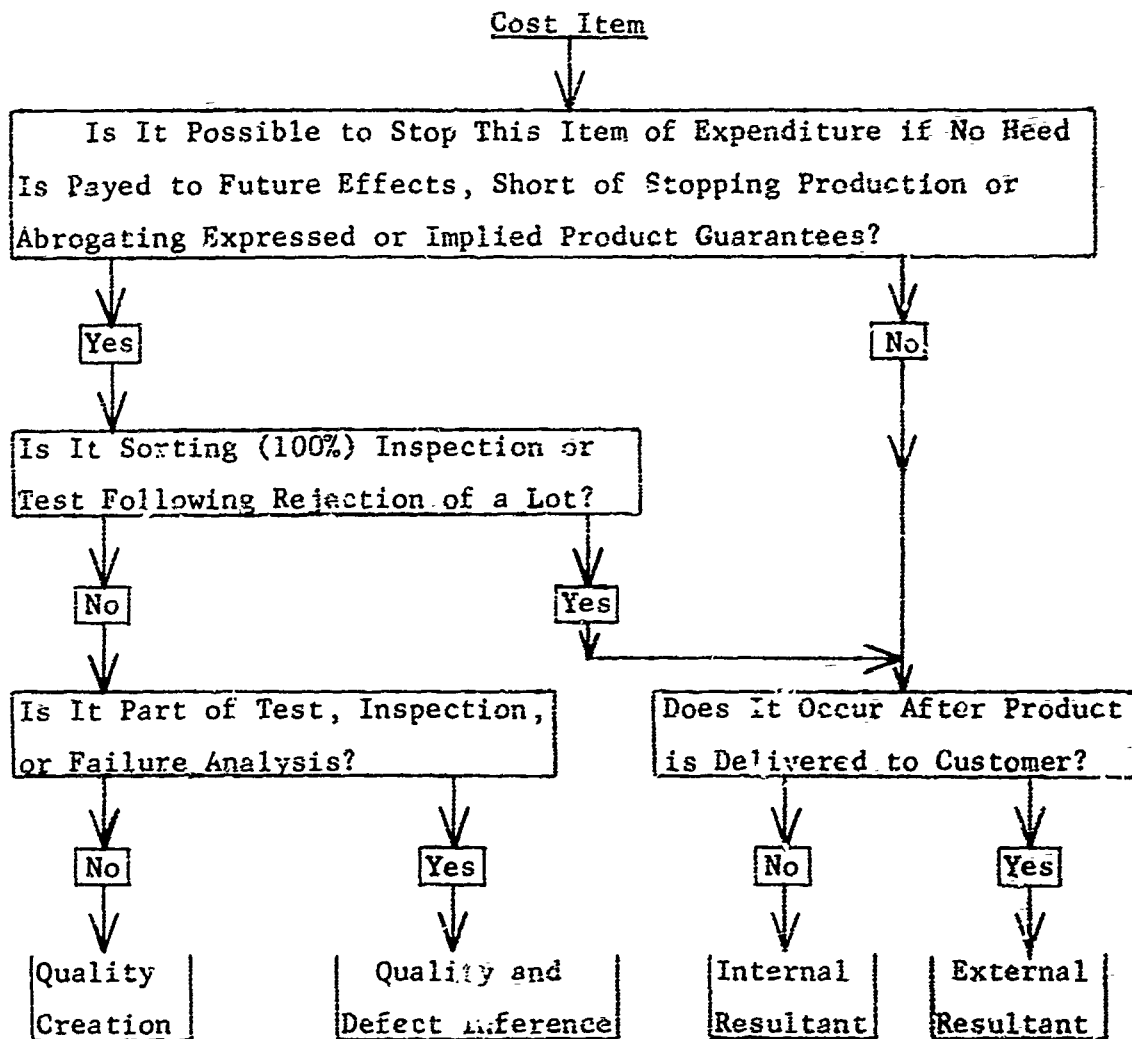 Cost Item
Is It Possible to Stop This Item of Expenditure if No Heed
Is Payed to Future Effects, Short of Stopping Production or
Abrogating Expressed or Implied Product Guarantees?
Yes
No
Is It Sorting (100%) Inspection or
Test Following Rejection of a Lot?
No
Yes
Is It Part of Test, Inspection,
or Failure Analysis?
Does It Occur After Product
is Delivered to Customer?
No
Yes
No
Yes
Quality
Creation
Quality and
Defect Inference
Internal
Resultant
External
Resultant